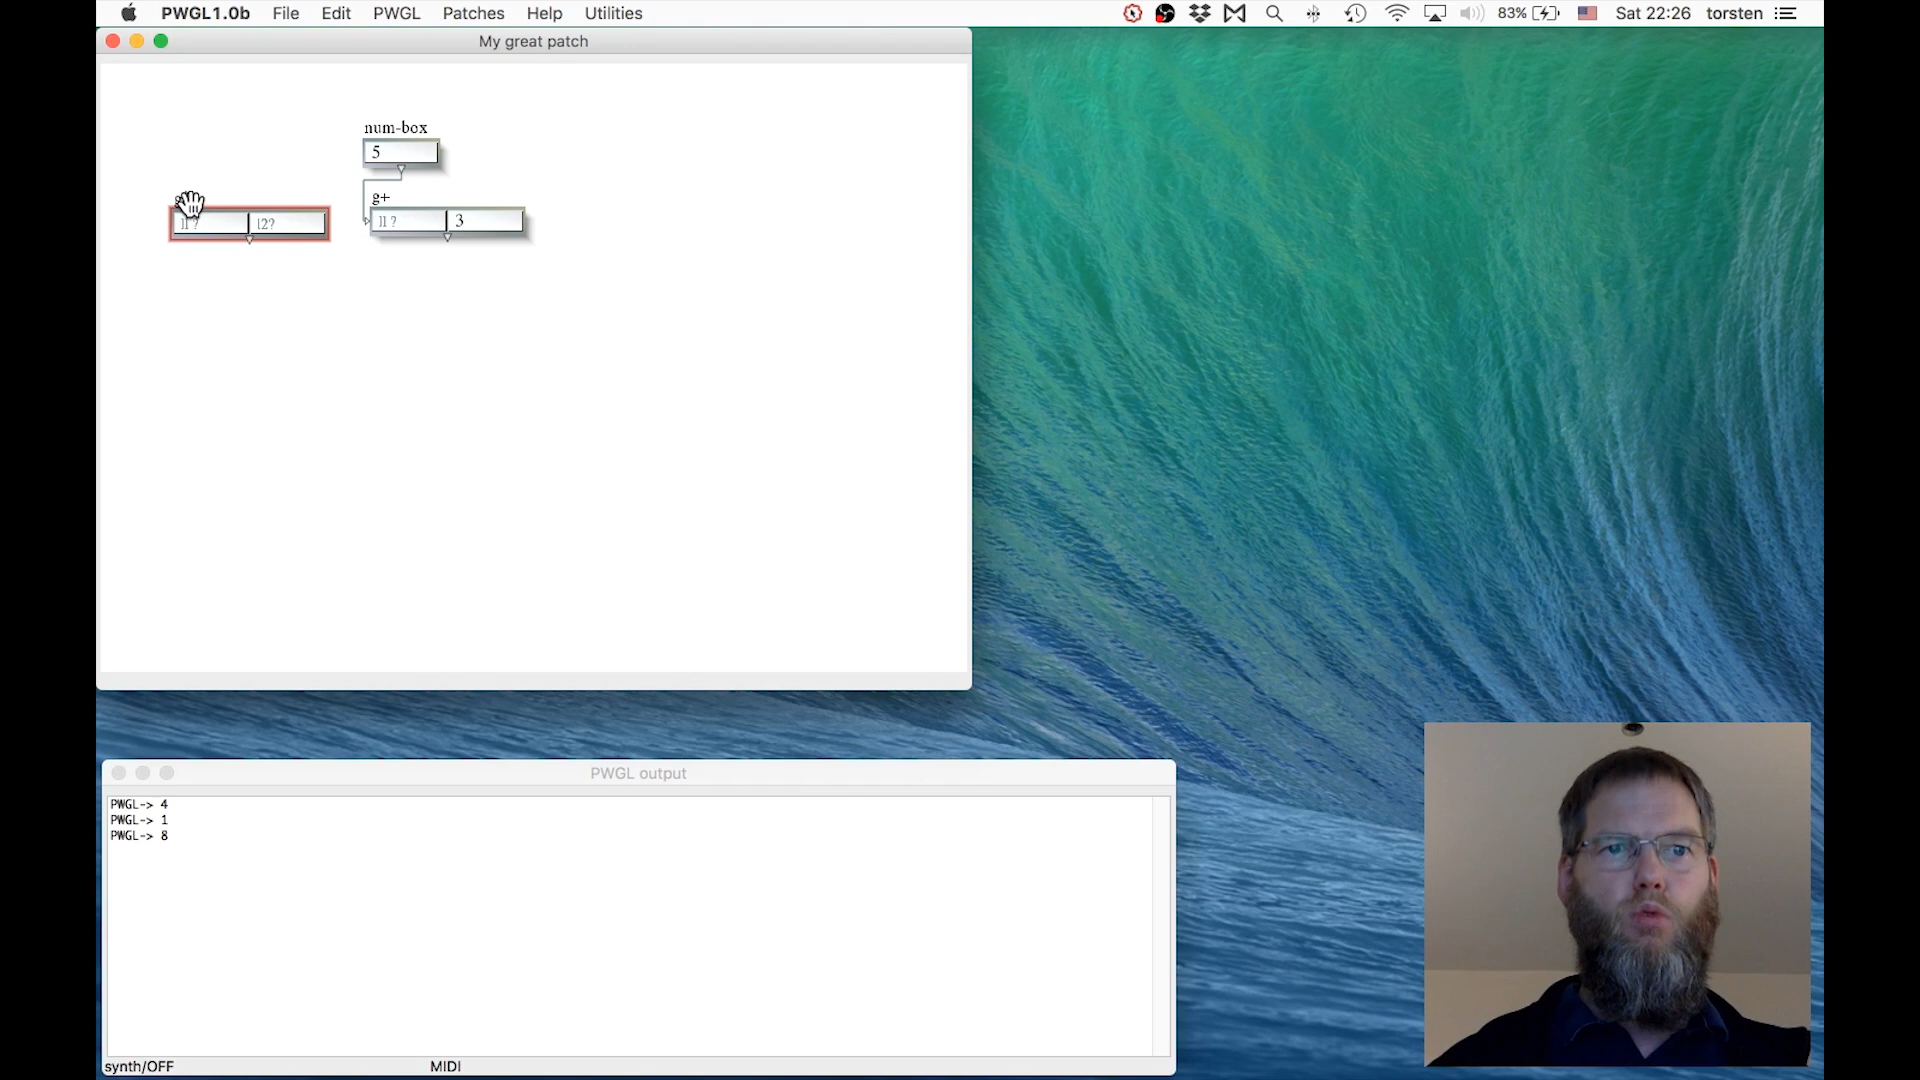 PWGL1.0b File Edit PWGL Patches Help Utilities 83% Sat 22:26 torsten
My great patch
num-box
5
g+
l1 ? l2?
l1 ? 3
PWGL output
PWGL-> 4
PWGL-> 1
PWGL-> 8
synth/OFF MIDI